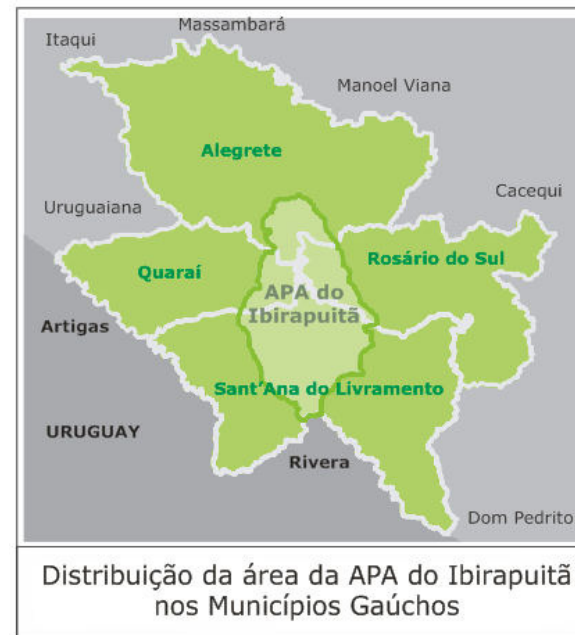 Massambará
Itaqui
Manoel Viana
Alegrete
Cacequi
Uruguaiana
Quaraí
Rosário do Sul
APA do
Ibirapuitã
Artigas
Sant'Ana do Livramento
URUGUAY
Rivera
Dom Pedrito
Distribuição da área da APA do Ibirapuitã
nos Municípios Gaúchos